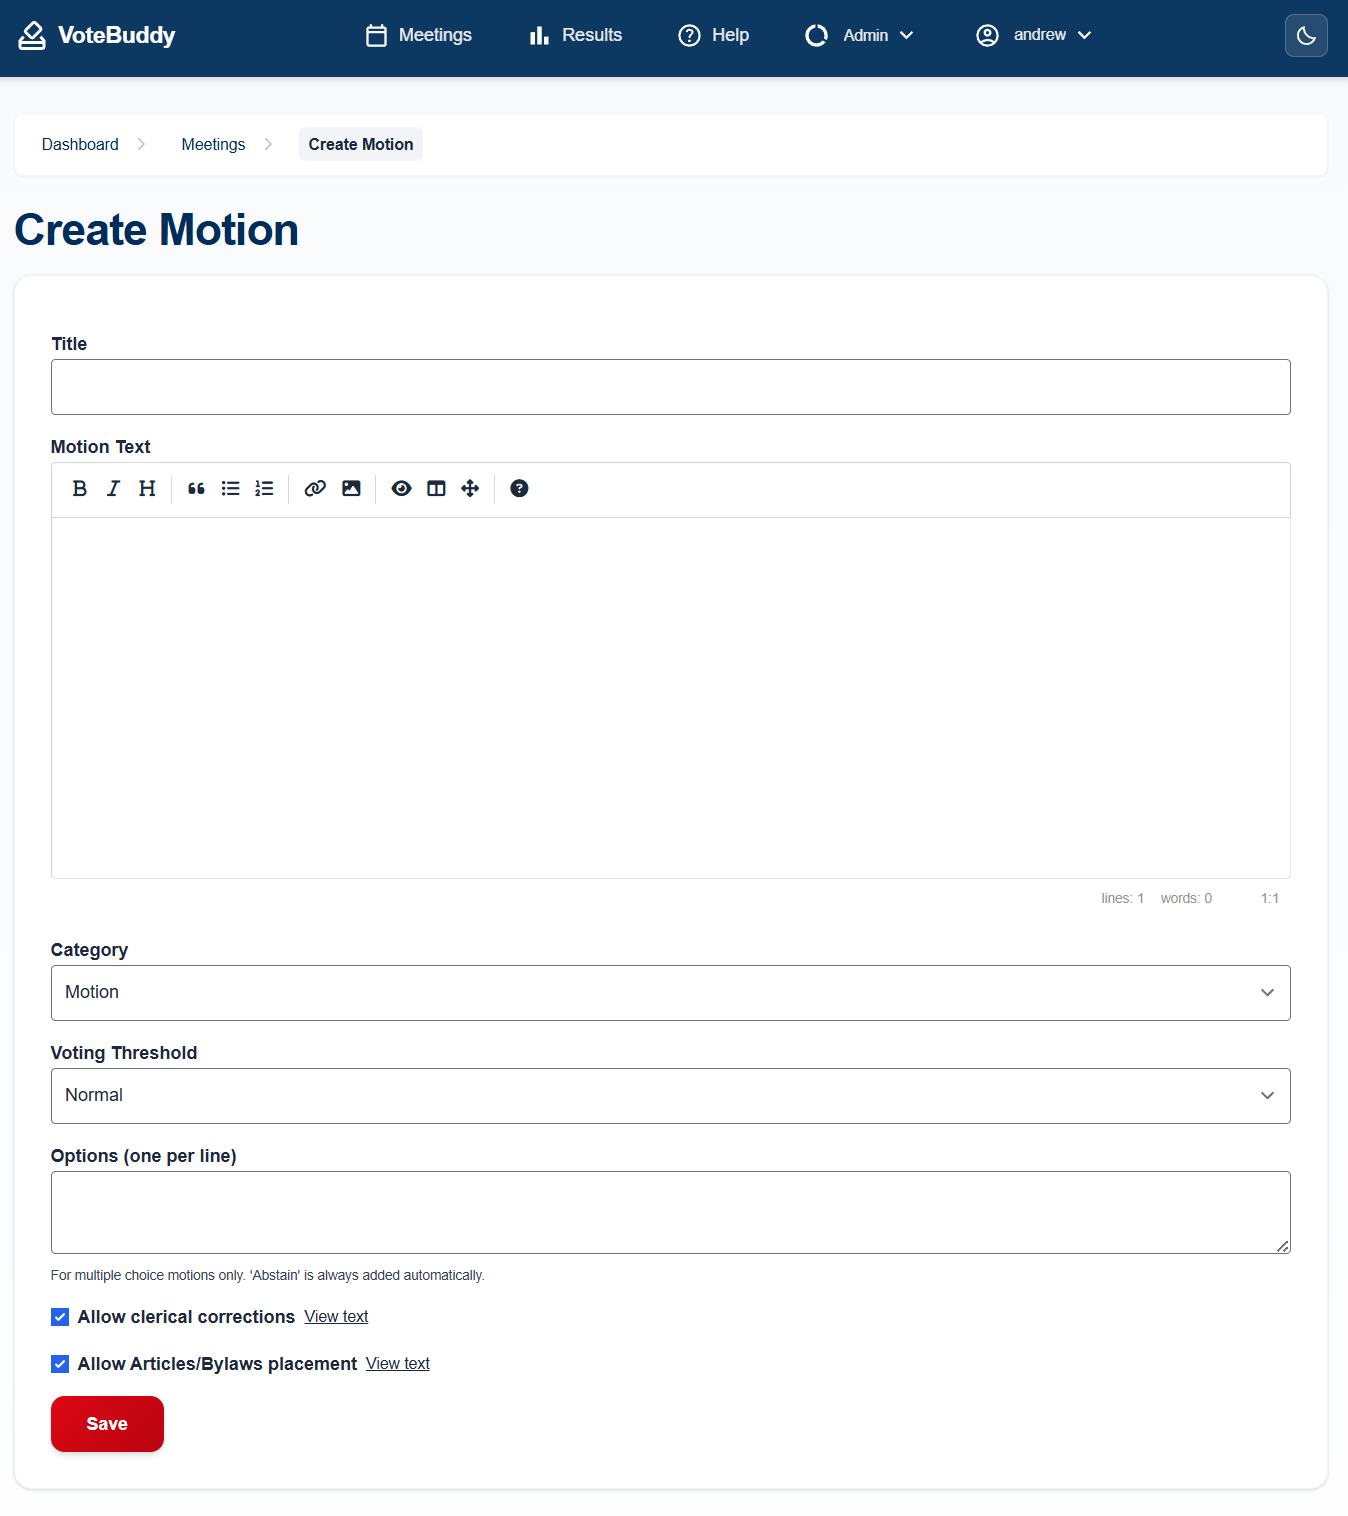 VoteBuddy
Meetings
Results
Help
Admin
andrew
Dashboard
Meetings
Create Motion
Create Motion
Title
Motion Text
B I H
lines: 1 words: 0 1:1
Category
Motion
Voting Threshold
Normal
Options (one per line)
For multiple choice motions only. 'Abstain' is always added automatically.
Allow clerical corrections View text
Allow Articles/Bylaws placement View text
Save